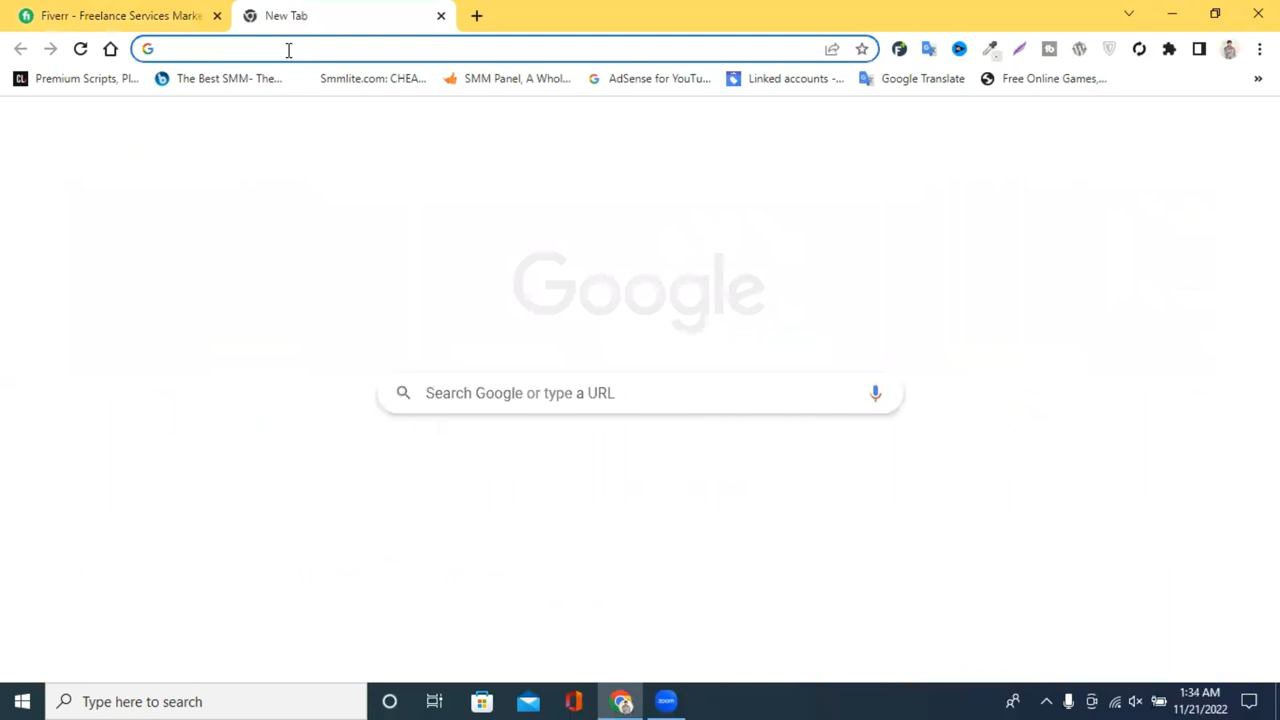 Fiverr - Freelance Services Marke
New Tab
Premium Scripts, Pl...
The Best SMM- The...
Smmlite.com: CHEA...
SMM Panel, A Whol...
AdSense for YouTu...
Linked accounts -...
Google Translate
Free Online Games,...
»
Google
Search Google or type a URL
Type here to search
zoom
1:34 AM
11/21/2022